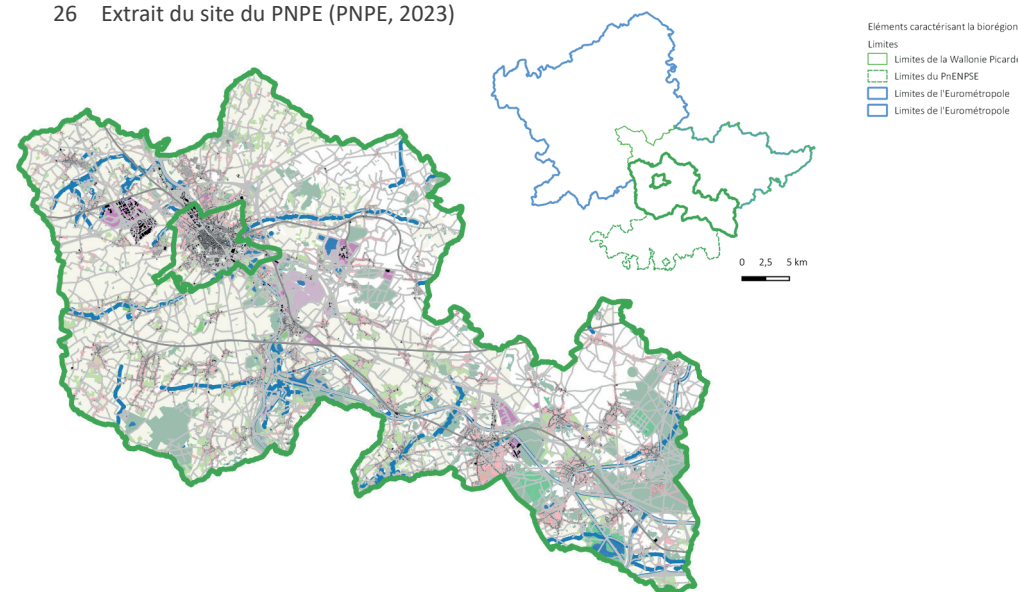 26 Extrait du site du PNPE (PNPE, 2023)
Eléments caractérisant la biorégion
Limites
Limites de la Wallonie Picarde
Limites du PnENPSE
Limites de l'Eurométropole
Limites de l'Eurométropole
0 2,5 5 km